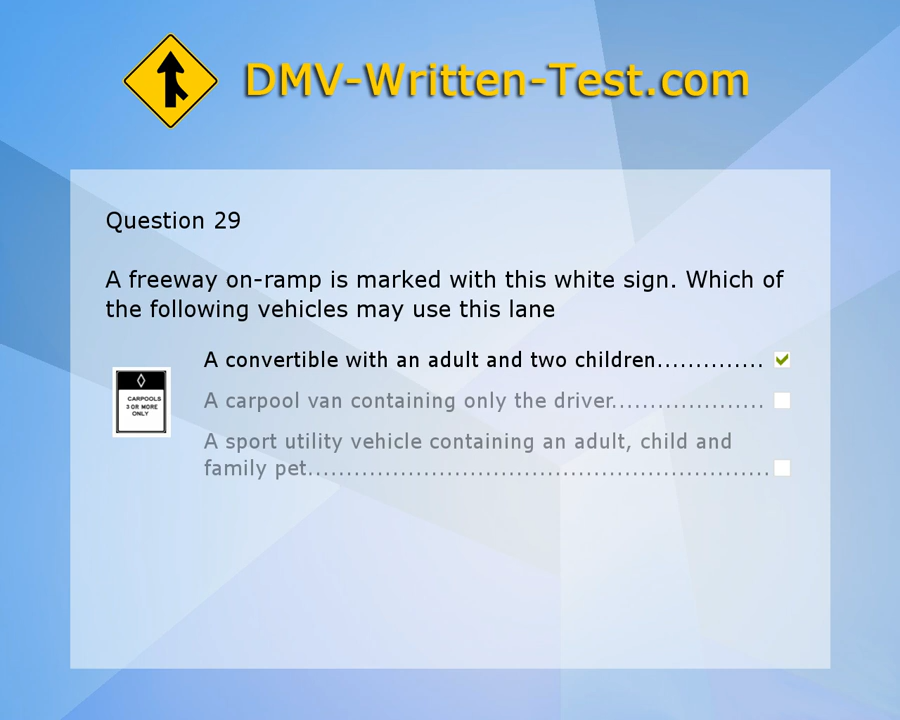 DMV-Written-Test.com
Question 29
A freeway on-ramp is marked with this white sign. Which of
the following vehicles may use this lane
A convertible with an adult and two children..............
CARPOOLS
3 OR MORE
ONLY
A carpool van containing only the driver....................
A sport utility vehicle containing an adult, child and
family pet.............................................................